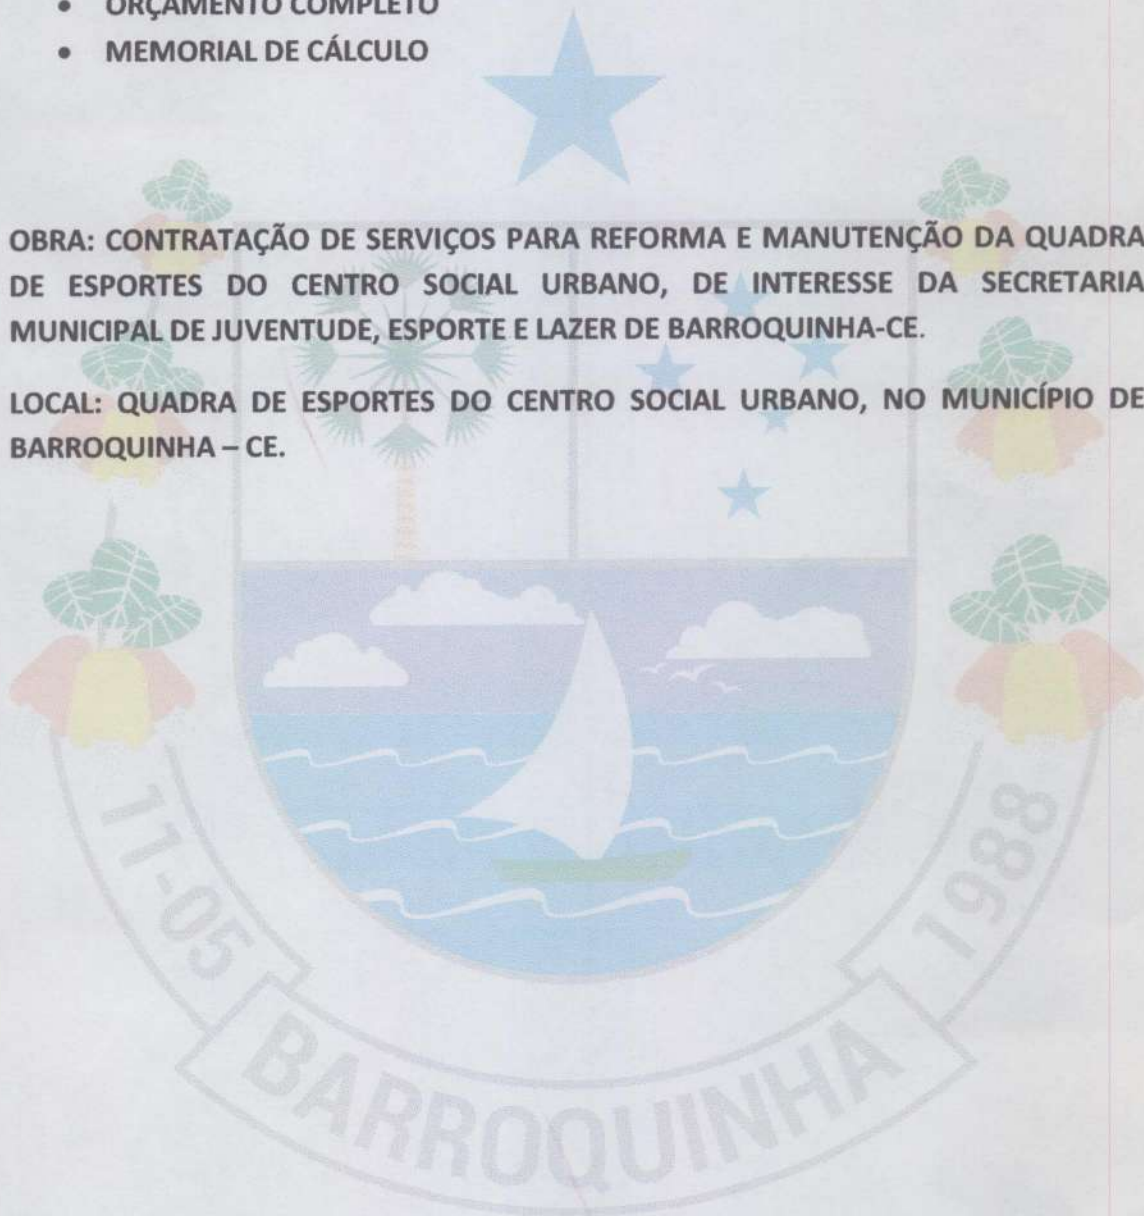 • ORÇAMENTO COMPLETO
• MEMORIAL DE CÁLCULO
OBRA: CONTRATAÇÃO DE SERVIÇOS PARA REFORMA E MANUTENÇÃO DA QUADRA
DE ESPORTES DO CENTRO SOCIAL URBANO, DE INTERESSE DA SECRETARIA
MUNICIPAL DE JUVENTUDE, ESPORTE E LAZER DE BARROQUINHA-CE.
LOCAL: QUADRA DE ESPORTES DO CENTRO SOCIAL URBANO, NO MUNICÍPIO DE
BARROQUINHA – CE.
11-05
BARROQUINHA
1988